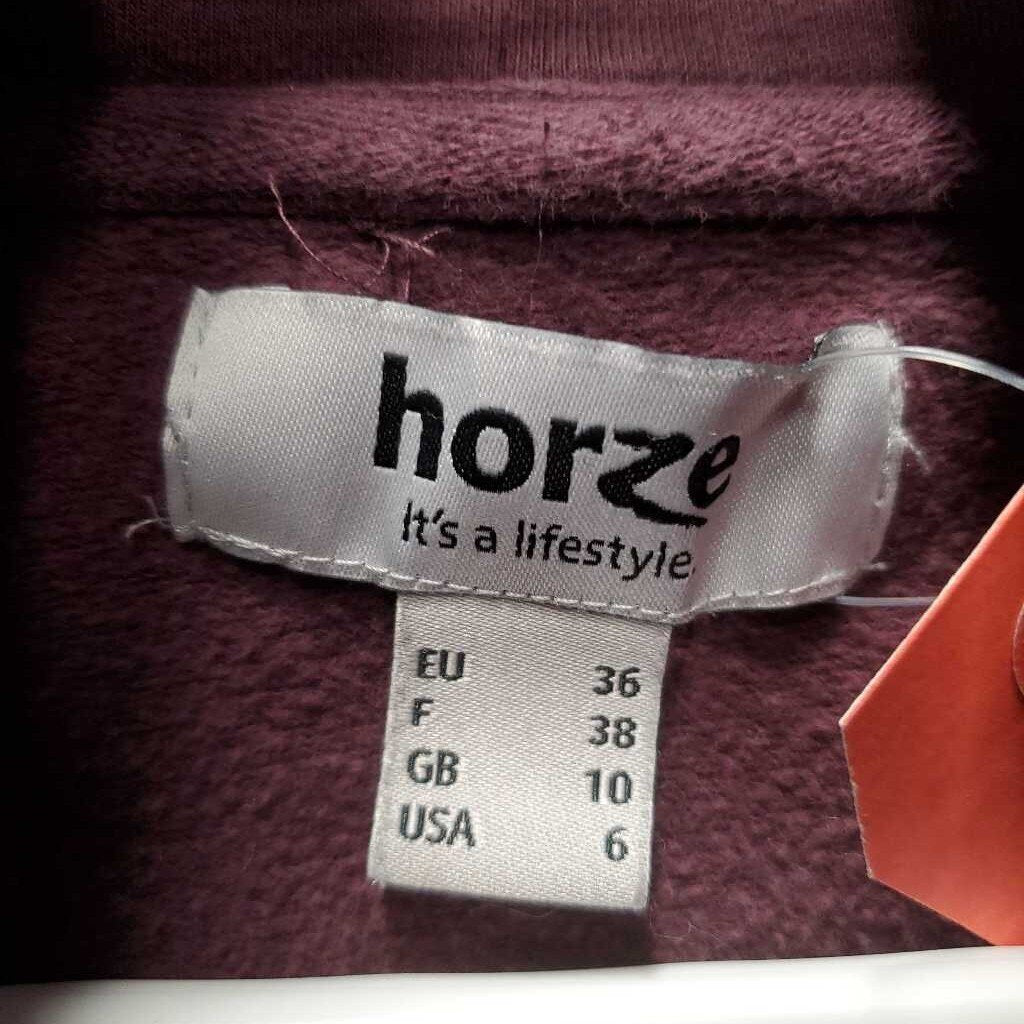 horze
It's a lifestyle.
EU 36
F 38
GB 10
USA 6